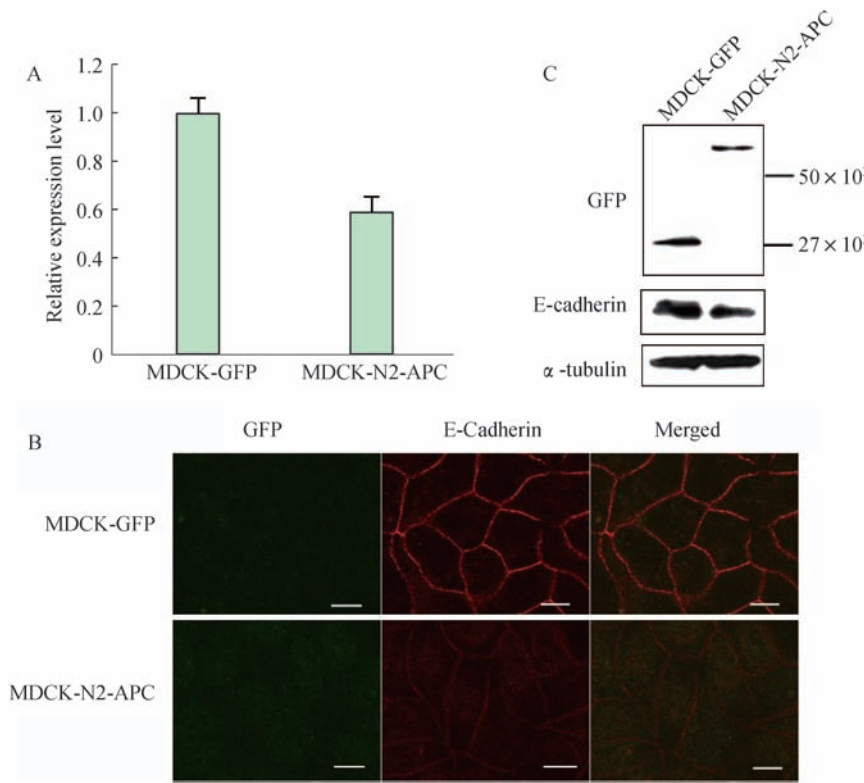 A
1.2
1.0
0.8
0.6
0.4
0.6
0
Relative expression level
MDCK-GFP
MDCK-N2-APC
C
MDCK-GFP
MDCK-N2-APC
GFP
50 × 10
27 × 10
E-cadherin
α -tubulin
B
GFP E-Cadherin Merged
MDCK-GFP
MDCK-N2-APC